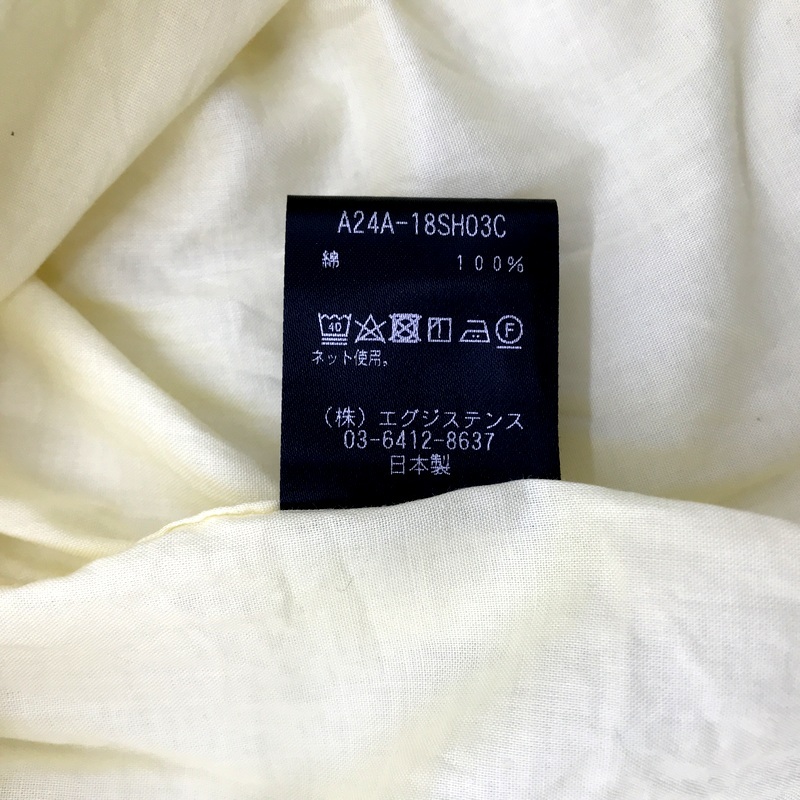 A24A-18SH03C
綿 100%
40 F
ネット使用。
(株)エグジステンス
03-6412-8637
日本製